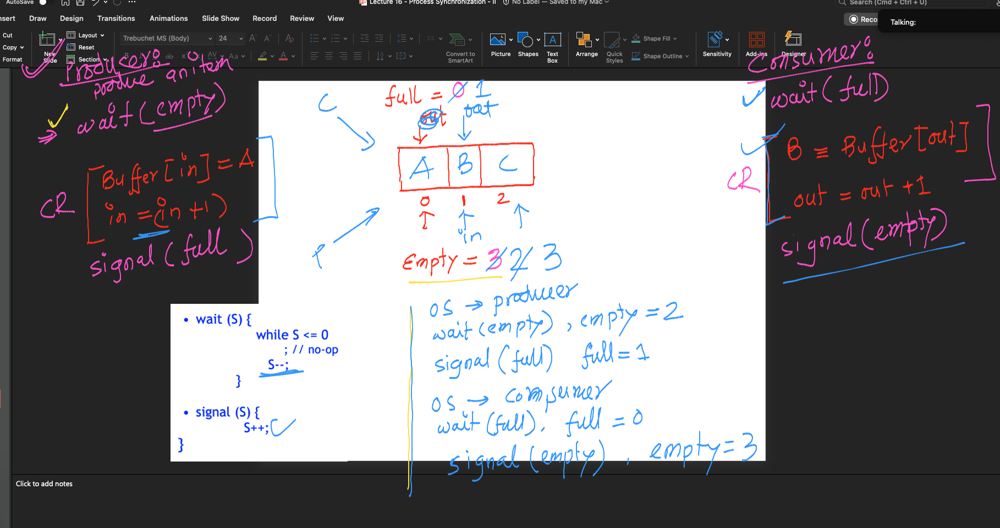 AutoSave
Lecture 16 - Process Synchronization - II
No Label — Saved to my Mac
Search (Cmd + Ctrl + U)
nsert Draw Design Transitions Animations Slide Show Record Review View
Reco
Talking:
Cut
Copy
Format
New Slide
Layout
Reset
Section
Trebuchet MS (Body)
24
Convert to SmartArt
Picture
Shapes
Text Box
Arrange
Quick Styles
Shape Fill
Shape Outline
Sensitivity
Add-ins
Designer
Producer:
produe an item
wait (empty)
CR
Buffer [in] = A
in = (in +1)
signal (full)
C
full = 0 1
out
out
A B C
0 1 2
in
P
Empty = 3 2 3
Consumer:
wait (full)
CR
B = Buffer [out]
out = out +1
signal (empty)
• wait (S) {
while S <= 0
; // no-op
S--;
}
• signal (S) {
S++;
}
OS → producer
wait (empty) , empty = 2
signal (full) full = 1
OS → consumer
wait (full). full = 0
signal (empty) , empty = 3
Click to add notes